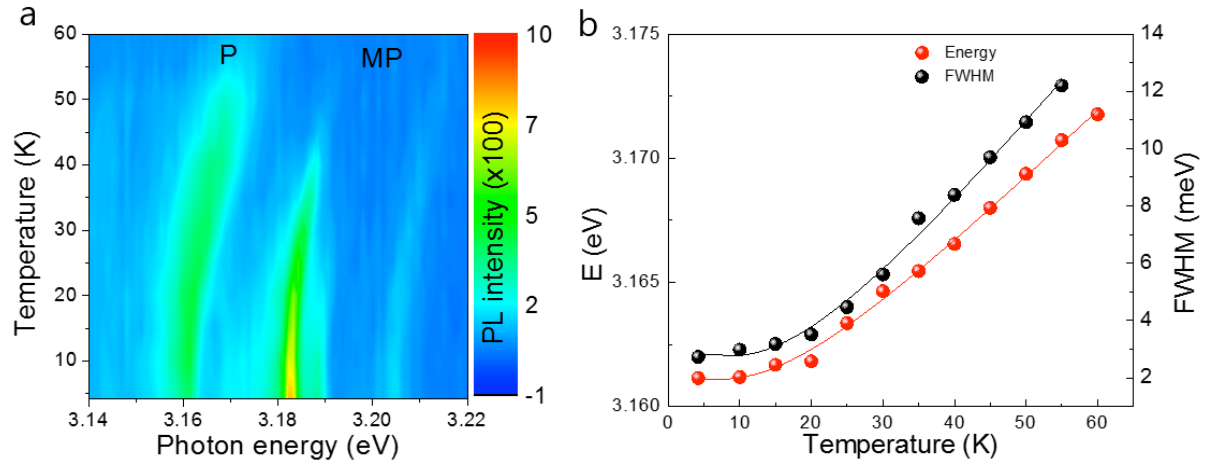 a
60
50
40
30
20
10
Temperature (K)
P
MP
3.14
3.16
3.18
3.20
3.22
Photon energy (eV)
10
7
5
2
-1
PL intensity (x100)
b
3.175
3.170
3.165
3.160
E (eV)
Energy
FWHM
0
10
20
30
40
50
60
Temperature (K)
14
12
10
8
6
4
2
FWHM (meV)